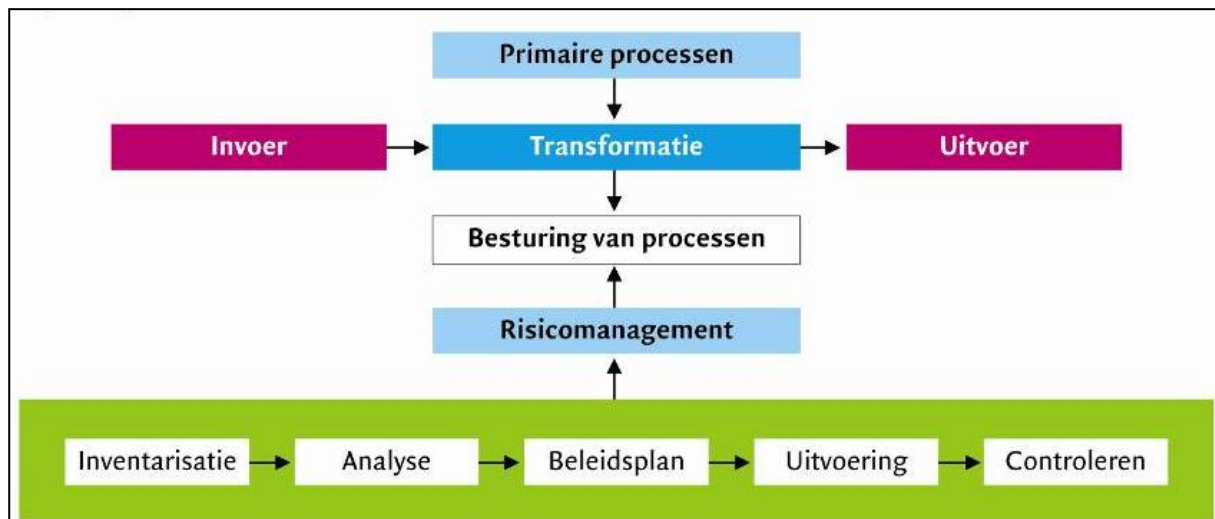 Primaire processen
Invoer
Transformatie
Uitvoer
Besturing van processen
Risicomanagement
Inventarisatie
Analyse
Beleidsplan
Uitvoering
Controleren